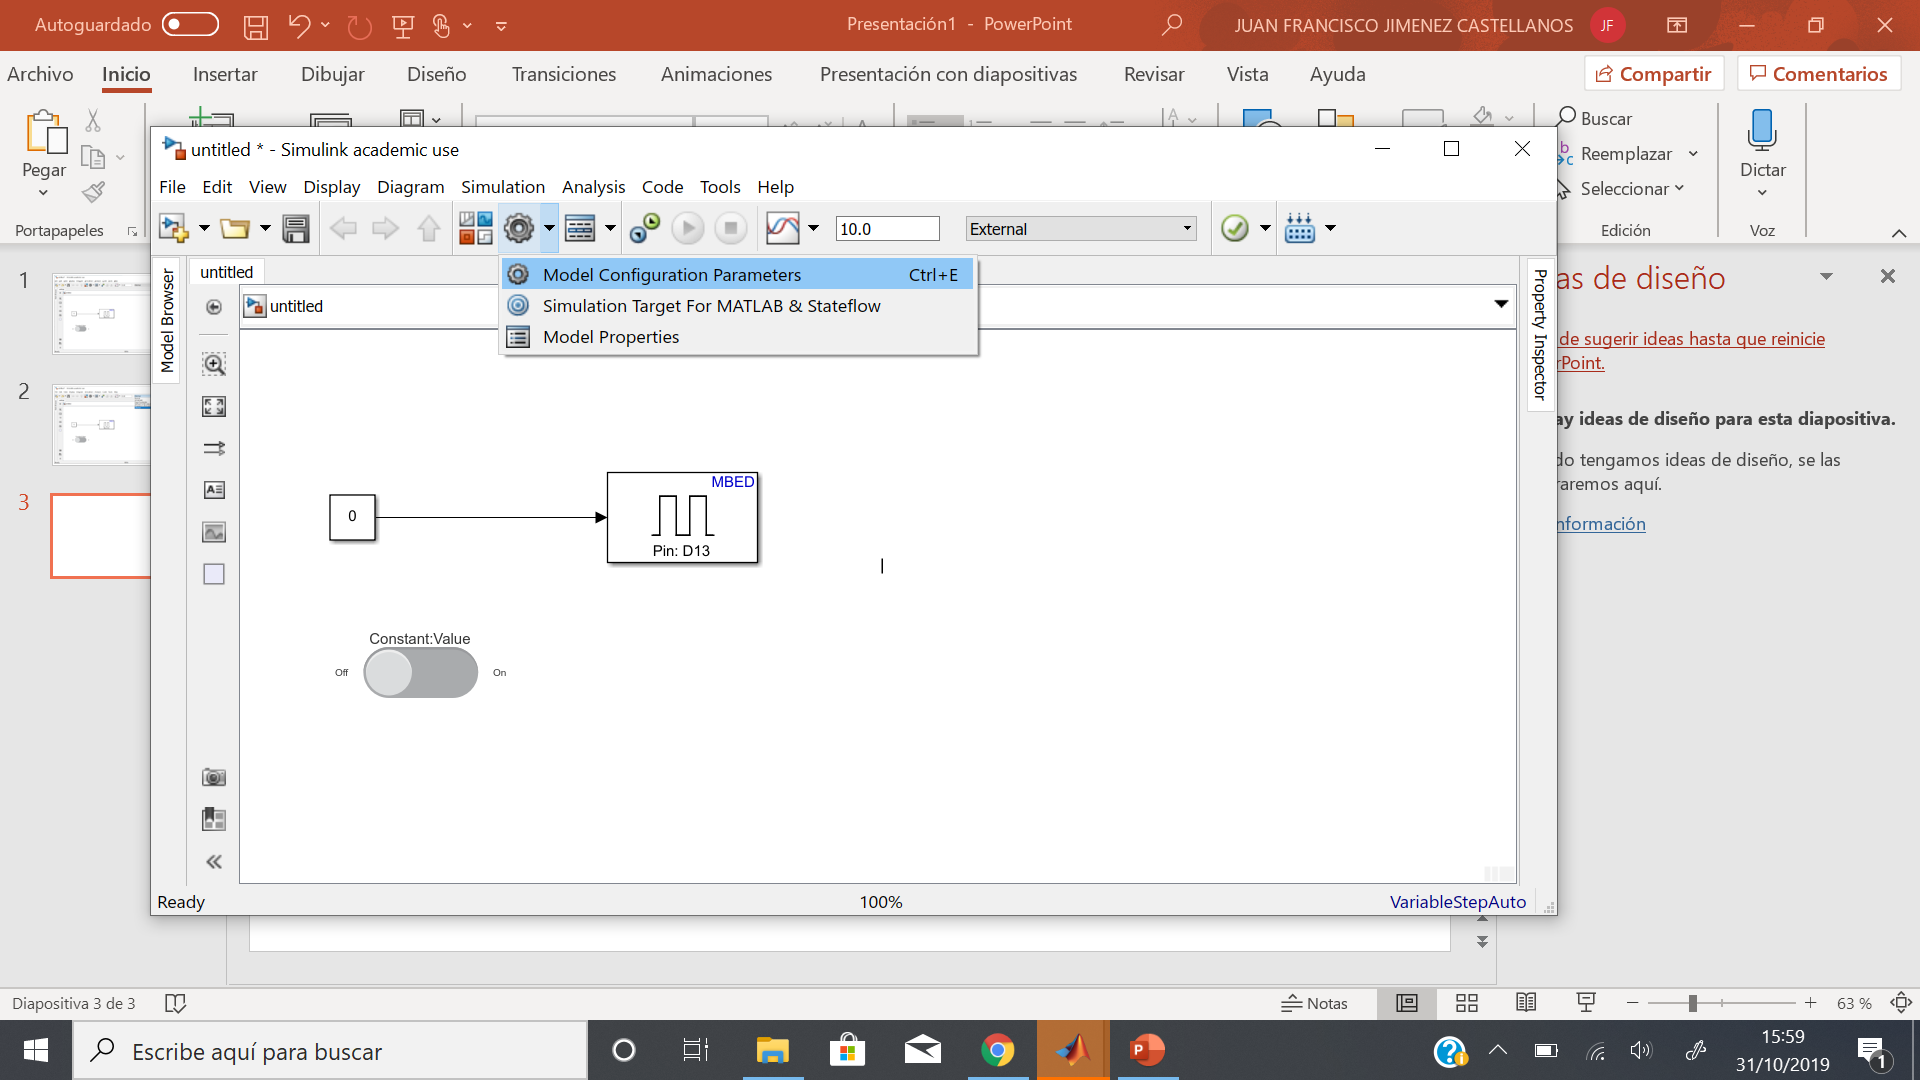 Autoguardado
Presentación1 - PowerPoint
JUAN FRANCISCO JIMENEZ CASTELLANOS
JF
Archivo Inicio Insertar Dibujar Diseño Transiciones Animaciones Presentación con diapositivas Revisar Vista Ayuda
Compartir
Comentarios
Pegar
Portapapeles
Buscar
Reemplazar
Seleccionar
Edición
Dictar
Voz
untitled * - Simulink academic use
File Edit View Display Diagram Simulation Analysis Code Tools Help
10.0
External
Model Browser
untitled
untitled
Model Configuration Parameters Ctrl+E
Simulation Target For MATLAB & Stateflow
Model Properties
Property Inspector
0
MBED
Pin: D13
Constant:Value
Off
On
Ready
100%
VariableStepAuto
1
2
3
as de diseño
de sugerir ideas hasta que reinicie
rPoint.
ay ideas de diseño para esta diapositiva.
do tengamos ideas de diseño, se las
raremos aquí.
nformación
Diapositiva 3 de 3
Notas
63 %
Escribe aquí para buscar
15:59
31/10/2019
1